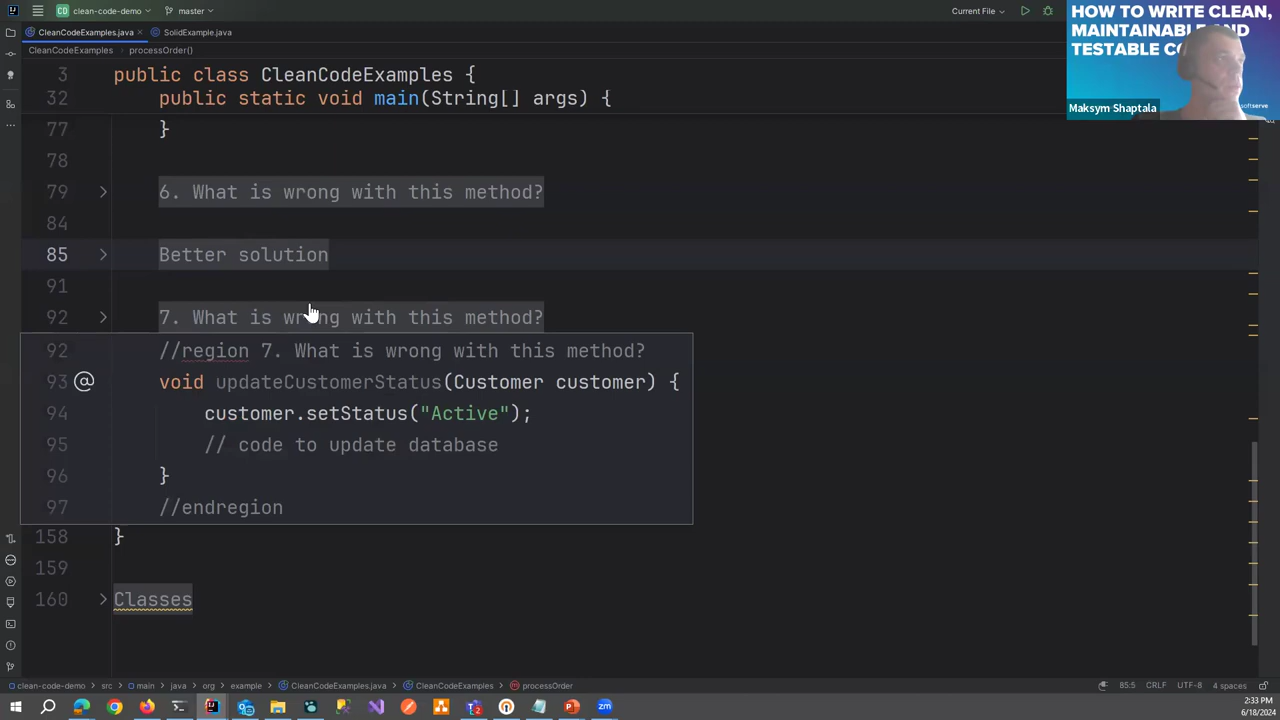 clean-code-demo
master
Current File
CleanCodeExamples.java
SolidExample.java
CleanCodeExamples
processOrder()
HOW TO WRITE CLEAN,
MAINTAINABLE AND
TESTABLE CO
Maksym Shaptala
softserve
3 public class CleanCodeExamples {
32 public static void main(String[] args) {
77 }
78
79 6. What is wrong with this method?
84
85 Better solution
91
92 7. What is wrong with this method?
92 //region 7. What is wrong with this method?
93 void updateCustomerStatus(Customer customer) {
94 customer.setStatus("Active");
95 // code to update database
96 }
97 //endregion
158 }
159
160 Classes
clean-code-demo > src > main > java > org > example > CleanCodeExamples.java > CleanCodeExamples > processOrder
85:5 CRLF UTF-8 4 spaces
2:33 PM
6/18/2024